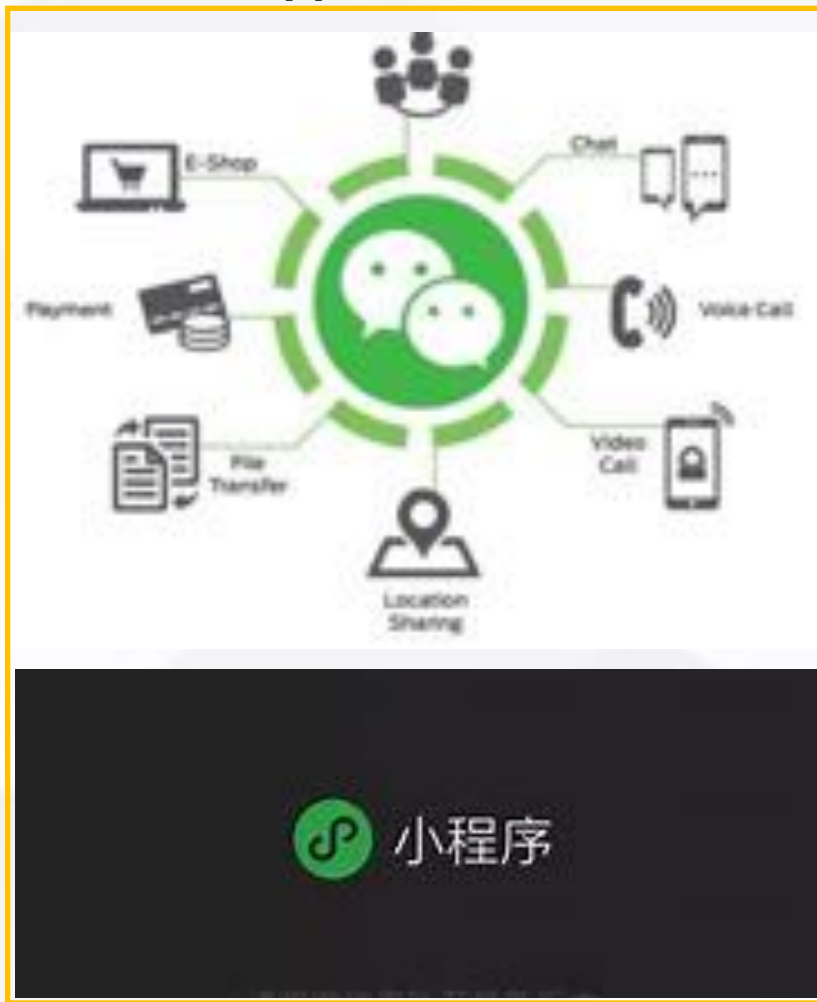 E-Shop
Chat
Payment
Voice Call
File
Transfer
Video
Call
Location
Sharing
小程序